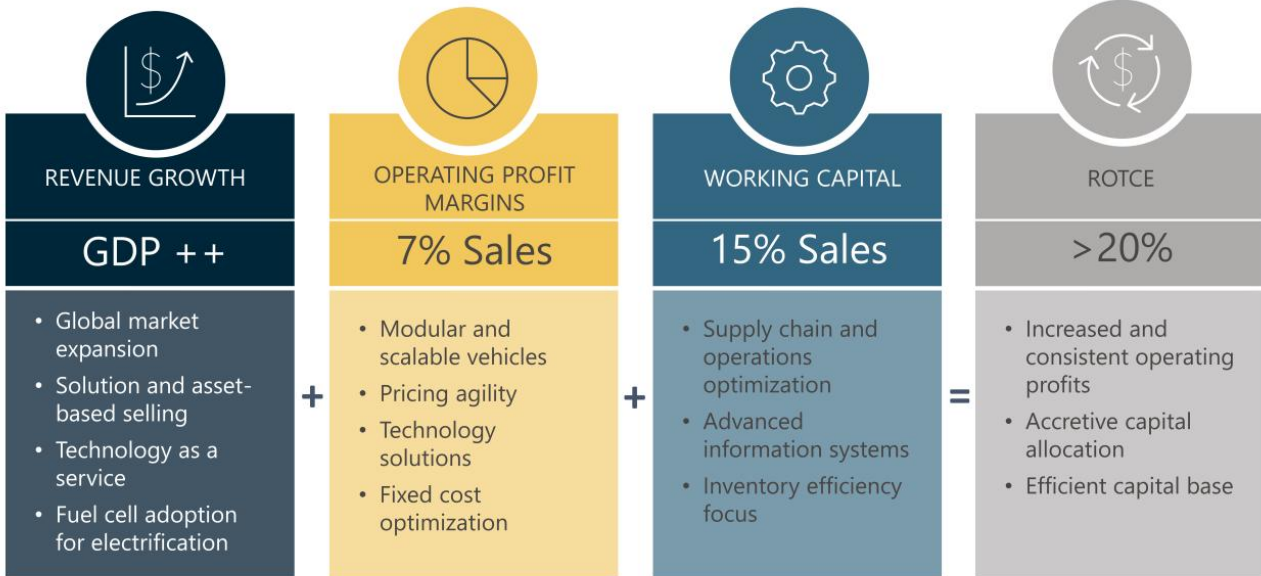 $
$
REVENUE GROWTH
GDP ++
• Global market
expansion
• Solution and asset-
based selling
• Technology as a
service
• Fuel cell adoption
for electrification
+
OPERATING PROFIT
MARGINS
7% Sales
• Modular and
scalable vehicles
• Pricing agility
• Technology
solutions
• Fixed cost
optimization
+
WORKING CAPITAL
15% Sales
• Supply chain and
operations
optimization
• Advanced
information systems
• Inventory efficiency
focus
=
ROTCE
>20%
• Increased and
consistent operating
profits
• Accretive capital
allocation
• Efficient capital base